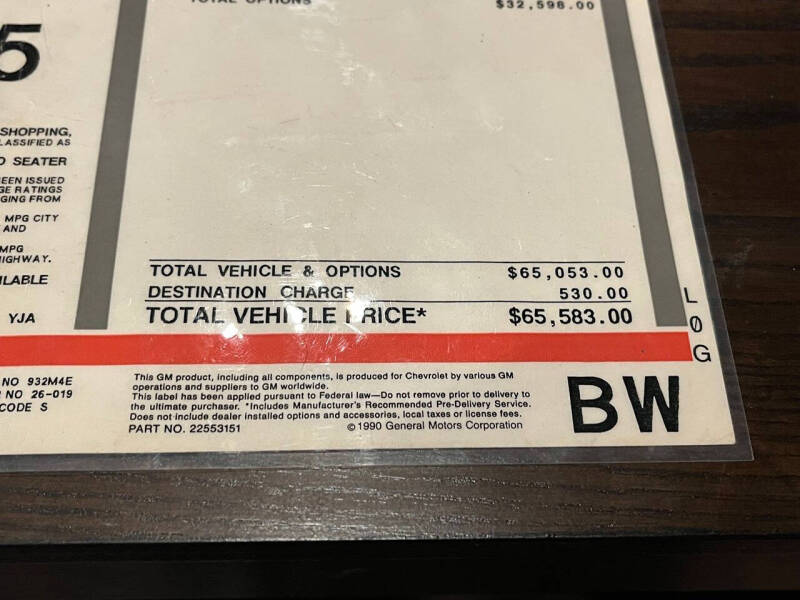 TOTAL OPTIONS $32,598.00
5
SHOPPING,
LASSIFIED AS
O SEATER
EEN ISSUED
GE RATINGS
GING FROM
MPG CITY
AND
MPG
IGHWAY.
ILABLE
YJA
TOTAL VEHICLE & OPTIONS $65,053.00
DESTINATION CHARGE 530.00
TOTAL VEHICLE PRICE* $65,583.00
L
Ø
G
NO 932M4E
NO 26-019
CODE S
This GM product, including all components, is produced for Chevrolet by various GM
operations and suppliers to GM worldwide.
This label has been applied pursuant to Federal law—Do not remove prior to delivery to
the ultimate purchaser. *Includes Manufacturer's Recommended Pre-Delivery Service.
Does not include dealer installed options and accessories, local taxes or license fees.
PART NO. 22553151 ©1990 General Motors Corporation
BW